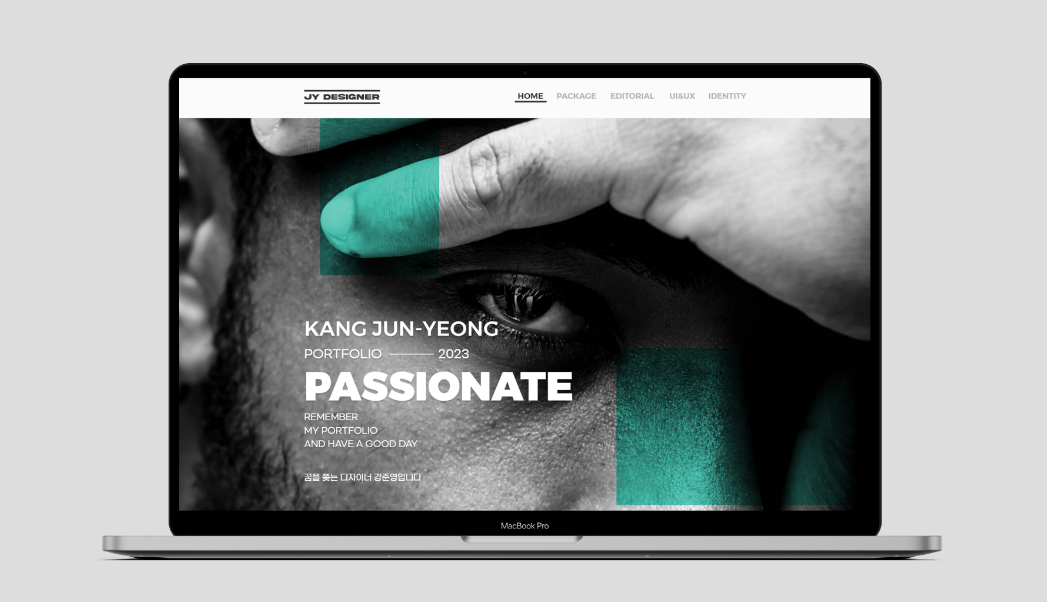 JY DESIGNER
HOME PACKAGE EDITORIAL UI&UX IDENTITY
KANG JUN-YEONG
PORTFOLIO 2023
PASSIONATE
REMEMBER
MY PORTFOLIO
AND HAVE A GOOD DAY
꿈을 쫓는 디자이너 강준영입니다
MacBook Pro